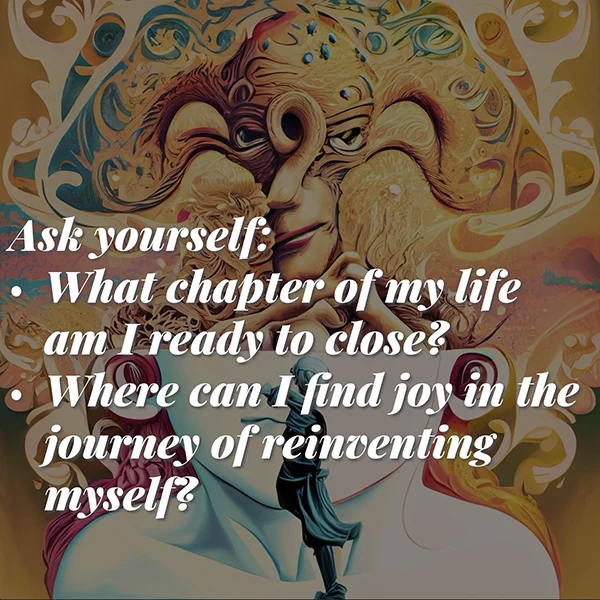 Ask yourself:
• What chapter of my life
am I ready to close?
• Where can I find joy in the
journey of reinventing
myself?